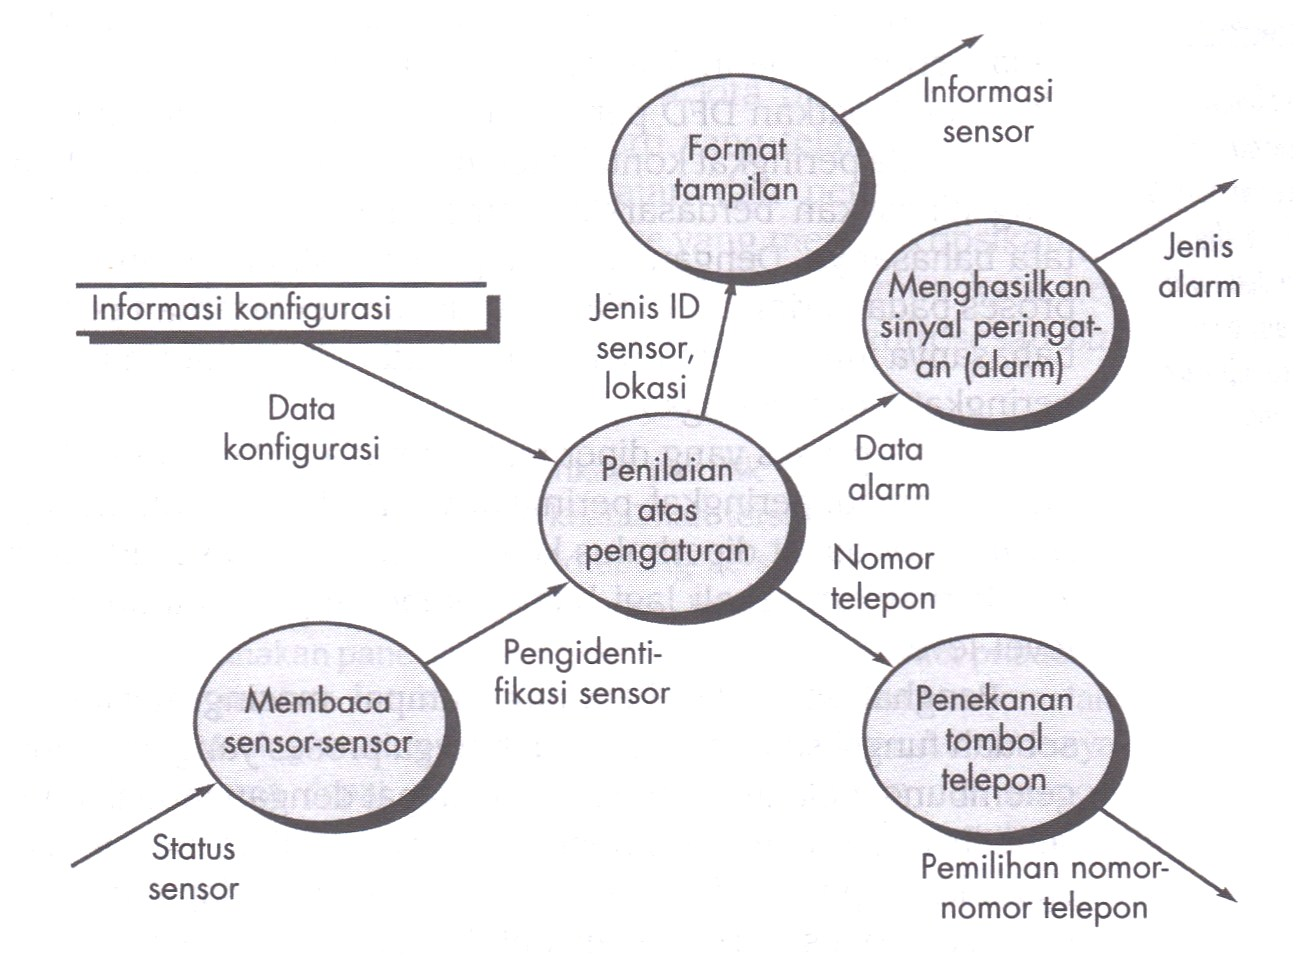 Informasi
sensor
Format
tampilan
Jenis
alarm
Menghasilkan
sinyal peringat-
an (alarm)
Informasi konfigurasi
Jenis ID
sensor,
lokasi
Data
konfigurasi
Data
alarm
Penilaian
atas
pengaturan
Nomor
telepon
Pengidenti-
fikasi sensor
Membaca
sensor-sensor
Penekanan
tombol
telepon
Status
sensor
Pemilihan nomor-
nomor telepon